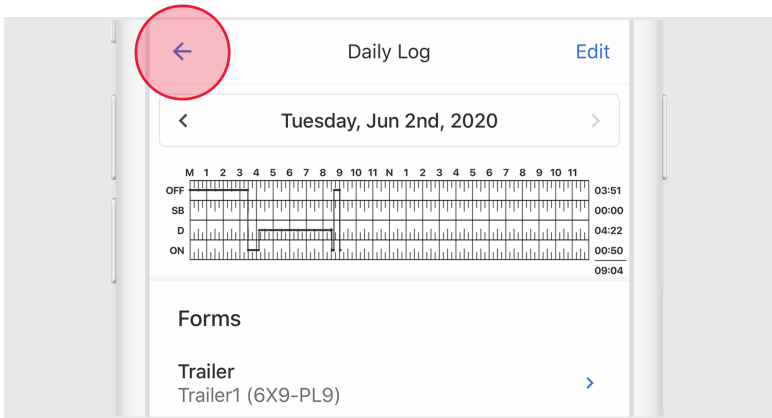 Daily Log Edit
Tuesday, Jun 2nd, 2020
M 1 2 3 4 5 6 7 8 9 10 11 N 1 2 3 4 5 6 7 8 9 10 11
OFF 03:51
SB 00:00
D 04:22
ON 00:50
09:04
Forms
Trailer
Trailer1 (6X9-PL9)